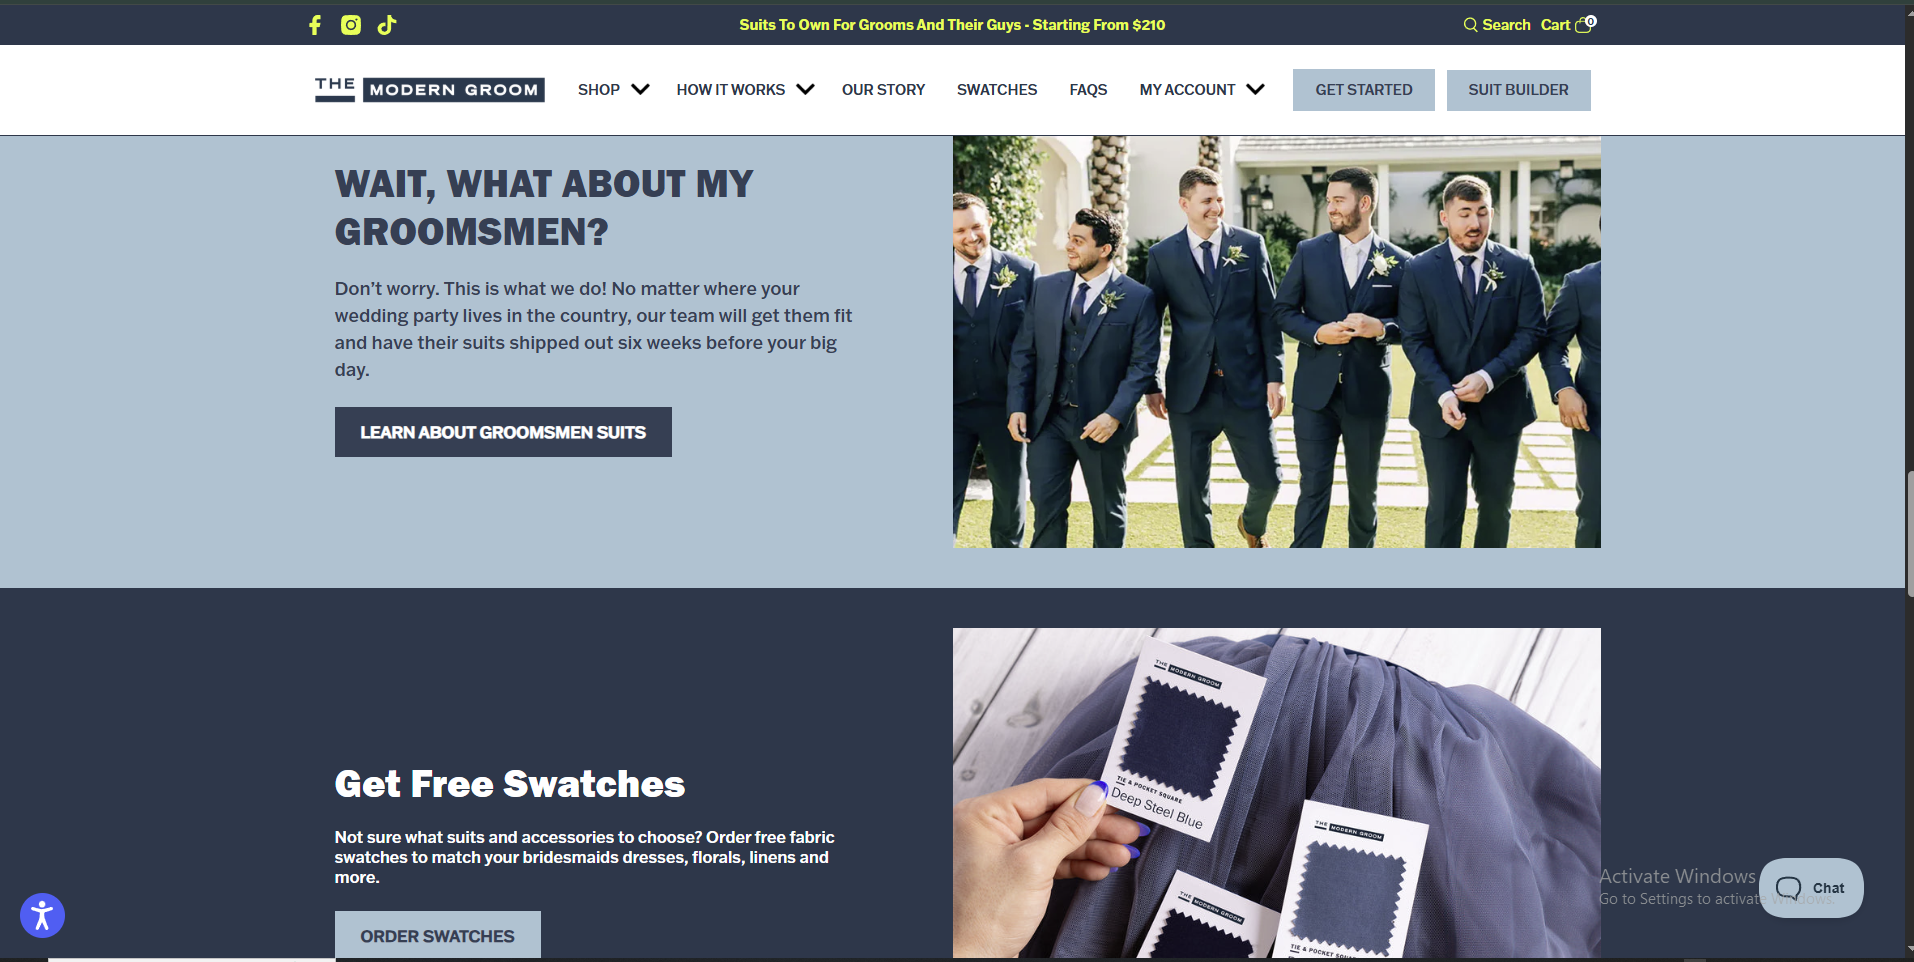 Suits To Own For Grooms And Their Guys - Starting From $210
Search Cart 0
THE MODERN GROOM
SHOP HOW IT WORKS OUR STORY SWATCHES FAQS MY ACCOUNT GET STARTED SUIT BUILDER
WAIT, WHAT ABOUT MY
GROOMSMEN?
Don’t worry. This is what we do! No matter where your
wedding party lives in the country, our team will get them fit
and have their suits shipped out six weeks before your big
day.
LEARN ABOUT GROOMSMEN SUITS
Get Free Swatches
Not sure what suits and accessories to choose? Order free fabric
swatches to match your bridesmaids dresses, florals, linens and
more.
ORDER SWATCHES
THE MODERN GROOM
TIE & POCKET SQUARE
Deep Steel Blue
THE MODERN GROOM
TIE & POCKET SQUARE
THE MODERN GROOM
Activate Windows
Go to Settings to activate Windows.
Chat